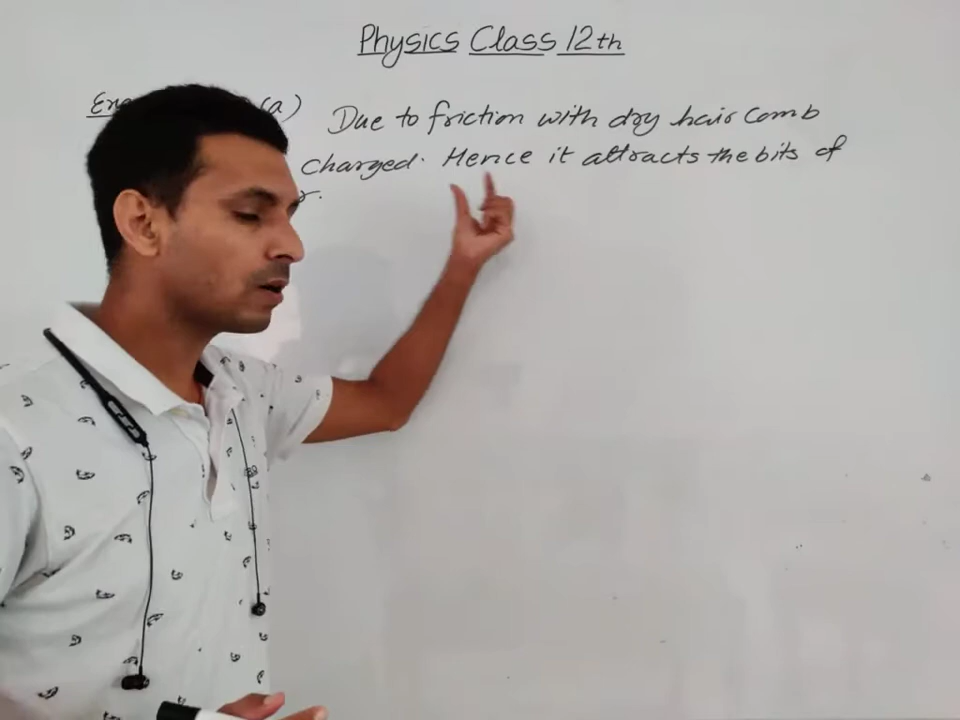 Physics Class 12th
(a) Due to friction with dry hair comb
charged. Hence it attracts the bits of
r.